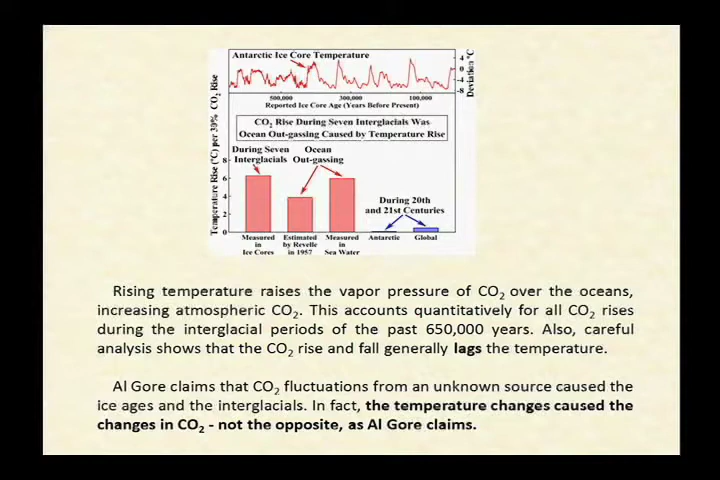 Antarctic Ice Core Temperature
4
0
-4
-8
Deviation °C
500,000 300,000 100,000
Reported Ice Core Age (Years Before Present)
CO2 Rise During Seven Interglacials Was
Ocean Out-gassing Caused by Temperature Rise
Temperature Rise (°C) per 30% CO2 Rise
During Seven
Interglacials
Ocean
Out-gassing
During 20th
and 21st Centuries
8
6
4
2
0
Measured
in
Ice Cores
Estimated
by Revelle
in 1957
Measured
in
Sea Water
Antarctic
Global
Rising temperature raises the vapor pressure of CO2 over the oceans,
increasing atmospheric CO2. This accounts quantitatively for all CO2 rises
during the interglacial periods of the past 650,000 years. Also, careful
analysis shows that the CO2 rise and fall generally lags the temperature.
Al Gore claims that CO2 fluctuations from an unknown source caused the
ice ages and the interglacials. In fact, the temperature changes caused the
changes in CO2 - not the opposite, as Al Gore claims.